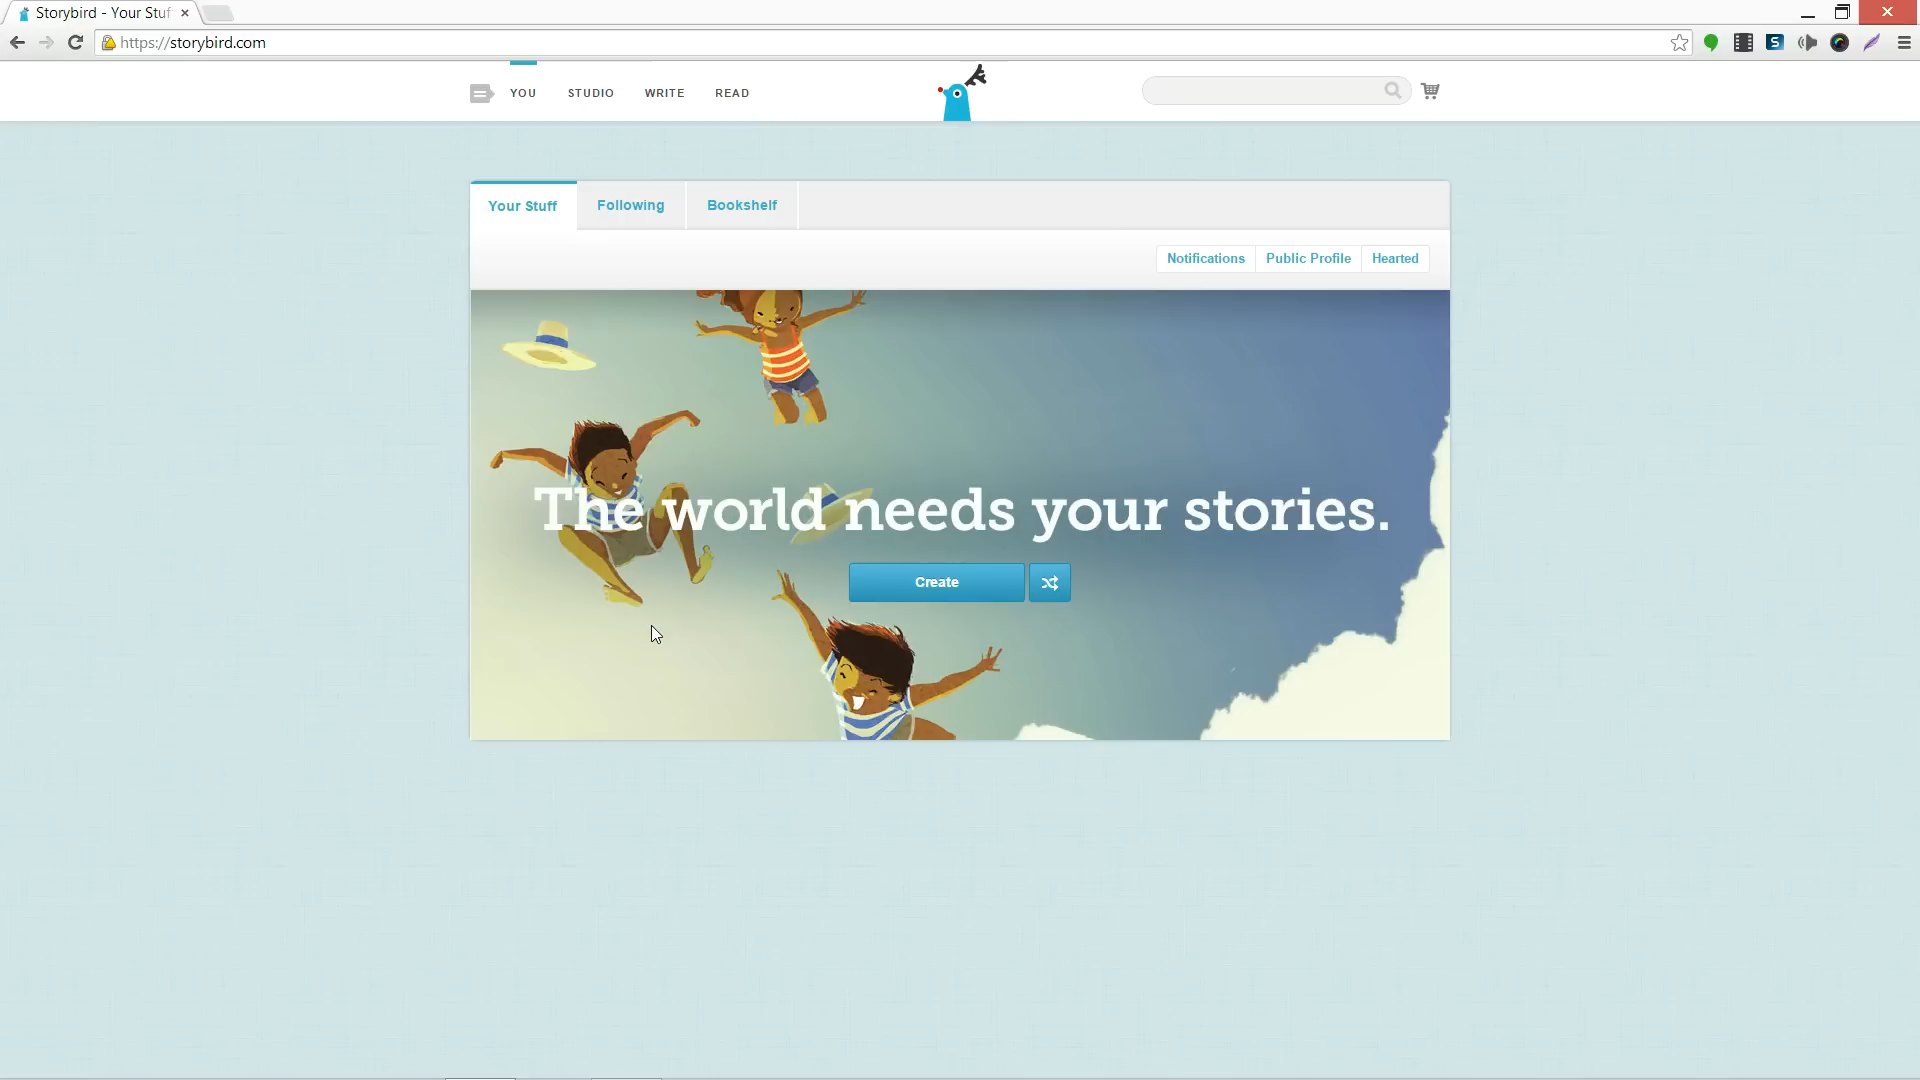 Storybird - Your Stuf
https://storybird.com
YOU STUDIO WRITE READ
Your Stuff Following Bookshelf
Notifications Public Profile Hearted
The world needs your stories.
Create